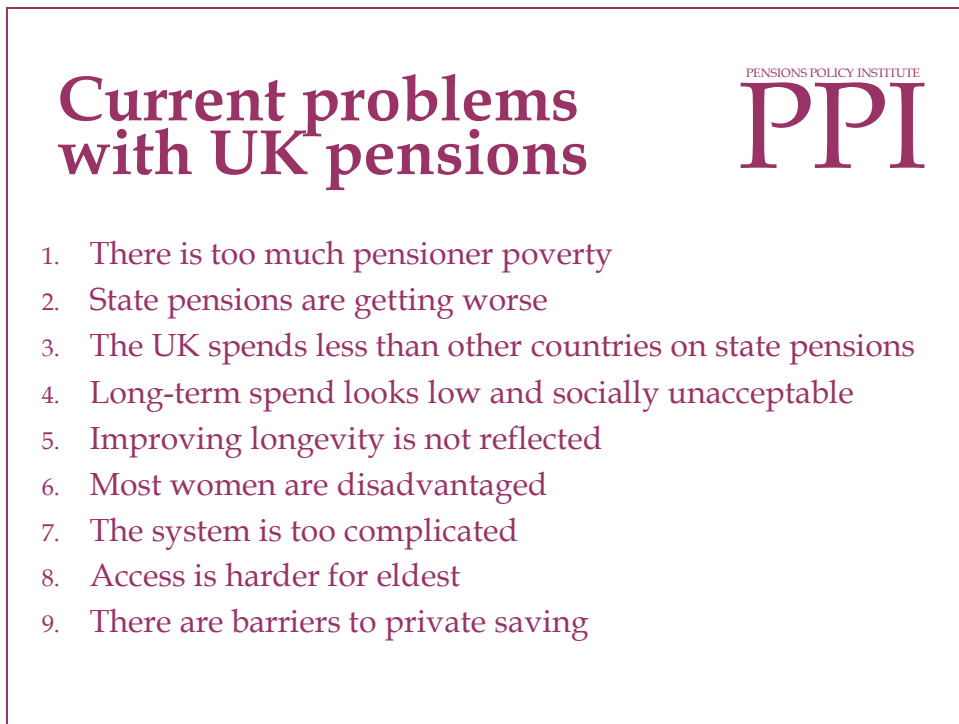 Current problems
with UK pensions
PENSIONS POLICY INSTITUTE
PPI
1. There is too much pensioner poverty
2. State pensions are getting worse
3. The UK spends less than other countries on state pensions
4. Long-term spend looks low and socially unacceptable
5. Improving longevity is not reflected
6. Most women are disadvantaged
7. The system is too complicated
8. Access is harder for eldest
9. There are barriers to private saving